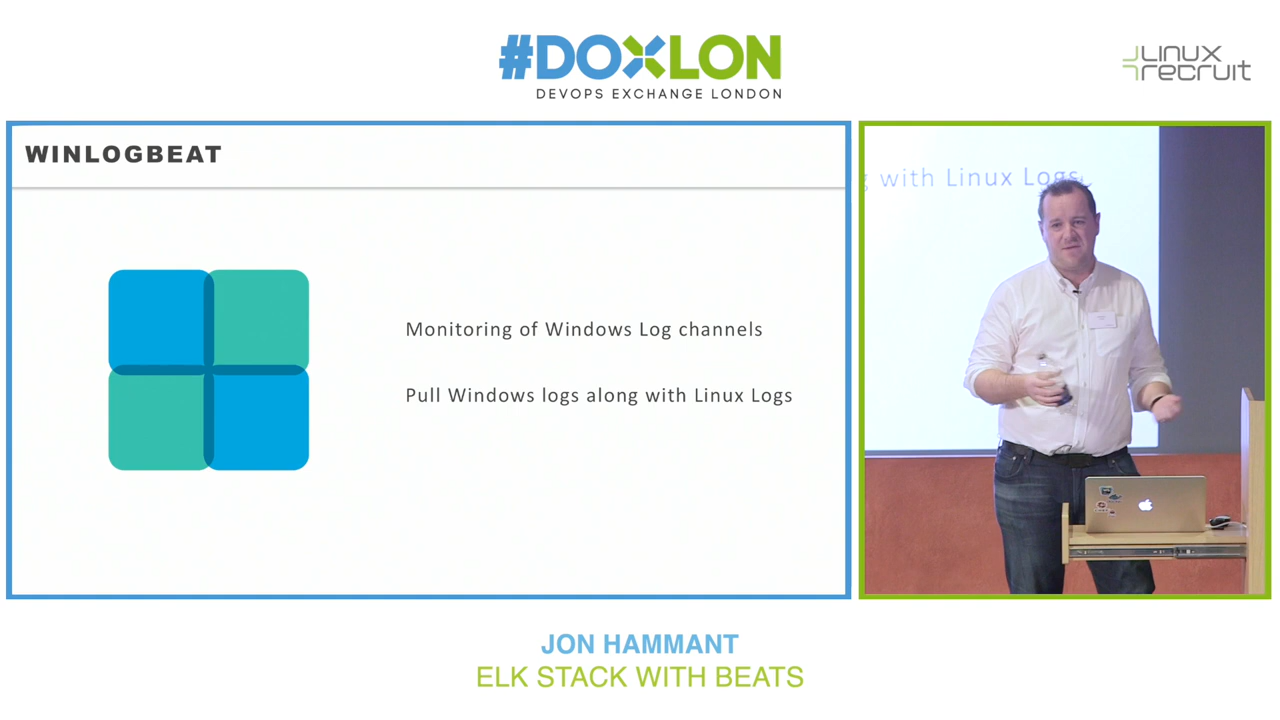 #DOXLON
DEVOPS EXCHANGE LONDON
LINUX
recruit
WINLOGBEAT
Monitoring of Windows Log channels
Pull Windows logs along with Linux Logs
with Linux Logs
JON HAMMANT
ELK STACK WITH BEATS